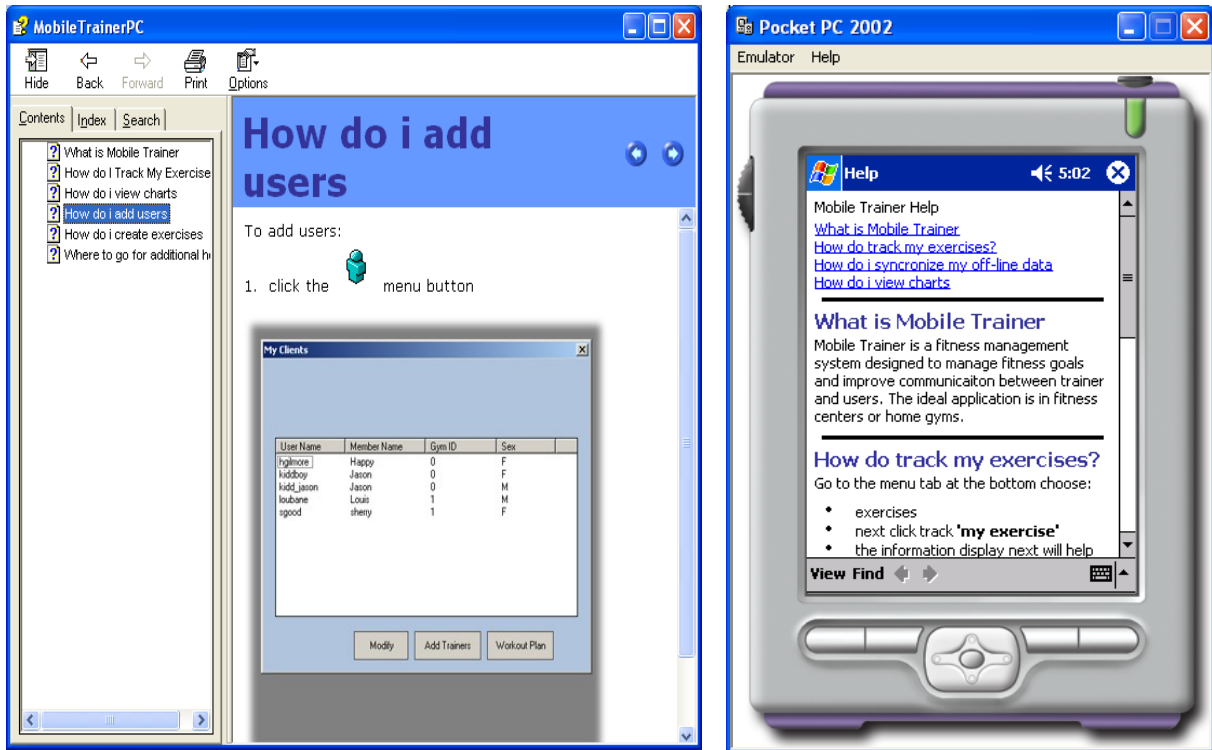 MobileTrainerPC
Hide Back Forward Print Options
Contents Index Search
What is Mobile Trainer
How do I Track My Exercise
How do i view charts
How do i add users
How do i create exercises
Where to go for additional h
How do i add
users
To add users:
1. click the menu button
My Clients
User Name Member Name Gym ID Sex
hgilmore Happy 0 F
kiddboy Jason 0 F
kidd_jason Jason 0 M
loubane Louis 1 M
sgood sherry 1 F
Modify Add Trainers Workout Plan
Pocket PC 2002
Emulator Help
Help 5:02
Mobile Trainer Help
What is Mobile Trainer
How do track my exercises?
How do i syncronize my off-line data
How do i view charts
What is Mobile Trainer
Mobile Trainer is a fitness management
system designed to manage fitness goals
and improve communicaiton between trainer
and users. The ideal application is in fitness
centers or home gyms.
How do track my exercises?
Go to the menu tab at the bottom choose:
• exercises
• next click track 'my exercise'
• the information display next will help
View Find